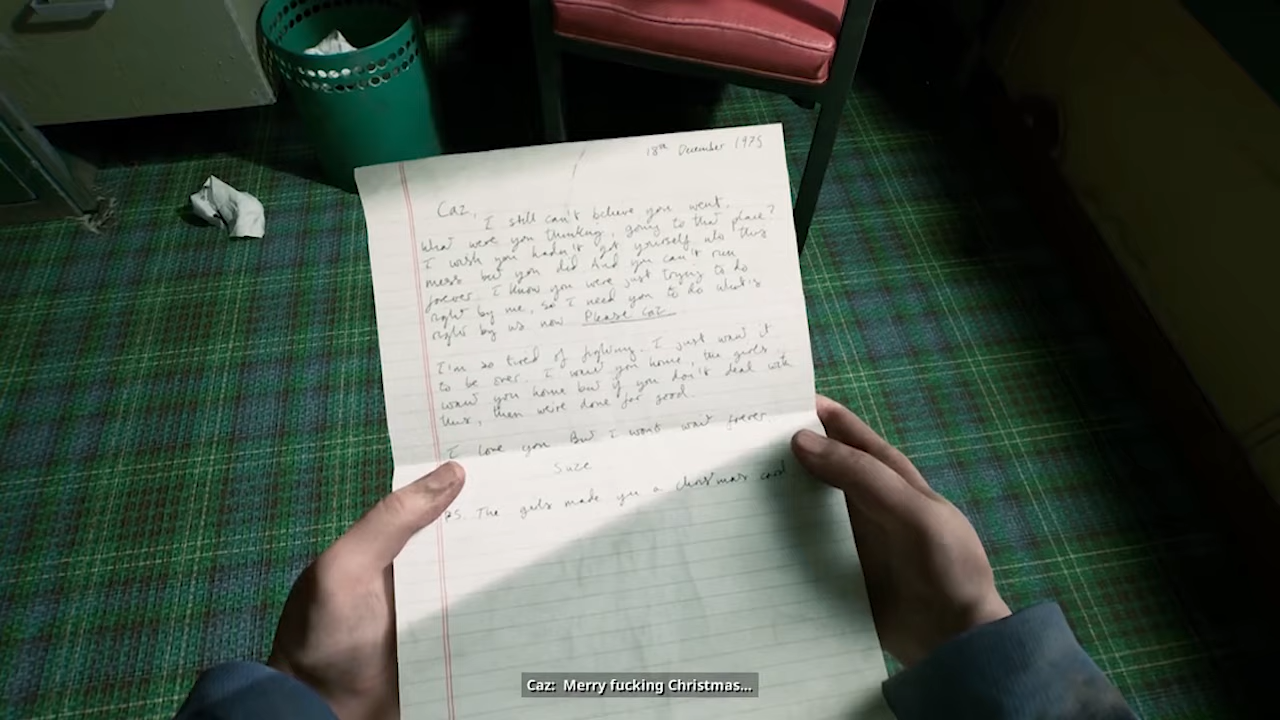 18th December 1975
Caz,
I still can't believe you went.
What were you thinking, going to that place?
I wish you hadn't got yourself into this
mess but you did. And you can't run
forever. I know you were just trying to do
right by me, so I need you to do what's
right by us now. Please Caz.
I'm so tired of fighting. I just want it
to be over. I want you home, the girls
want you home but if you don't deal with
this, then we're done for good.
I love you. But I won't wait forever.
Suze
PS. The girls made you a Christmas card
Caz: Merry fucking Christmas...